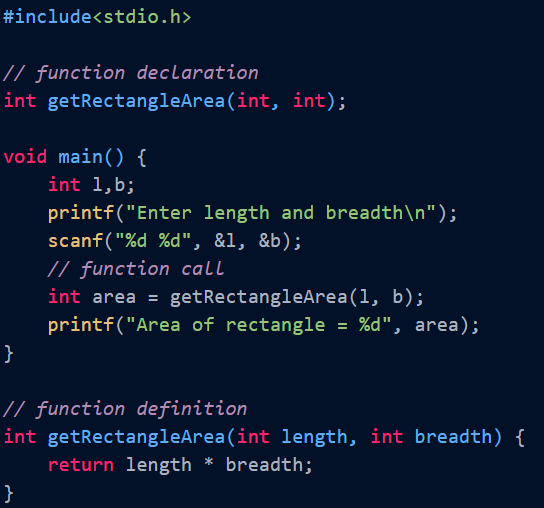 #include<stdio.h>
// function declaration
int getRectangleArea(int, int);
void main() {
    int l,b;
    printf("Enter length and breadth\n");
    scanf("%d %d", &l, &b);
    // function call
    int area = getRectangleArea(l, b);
    printf("Area of rectangle = %d", area);
}
// function definition
int getRectangleArea(int length, int breadth) {
    return length * breadth;
}